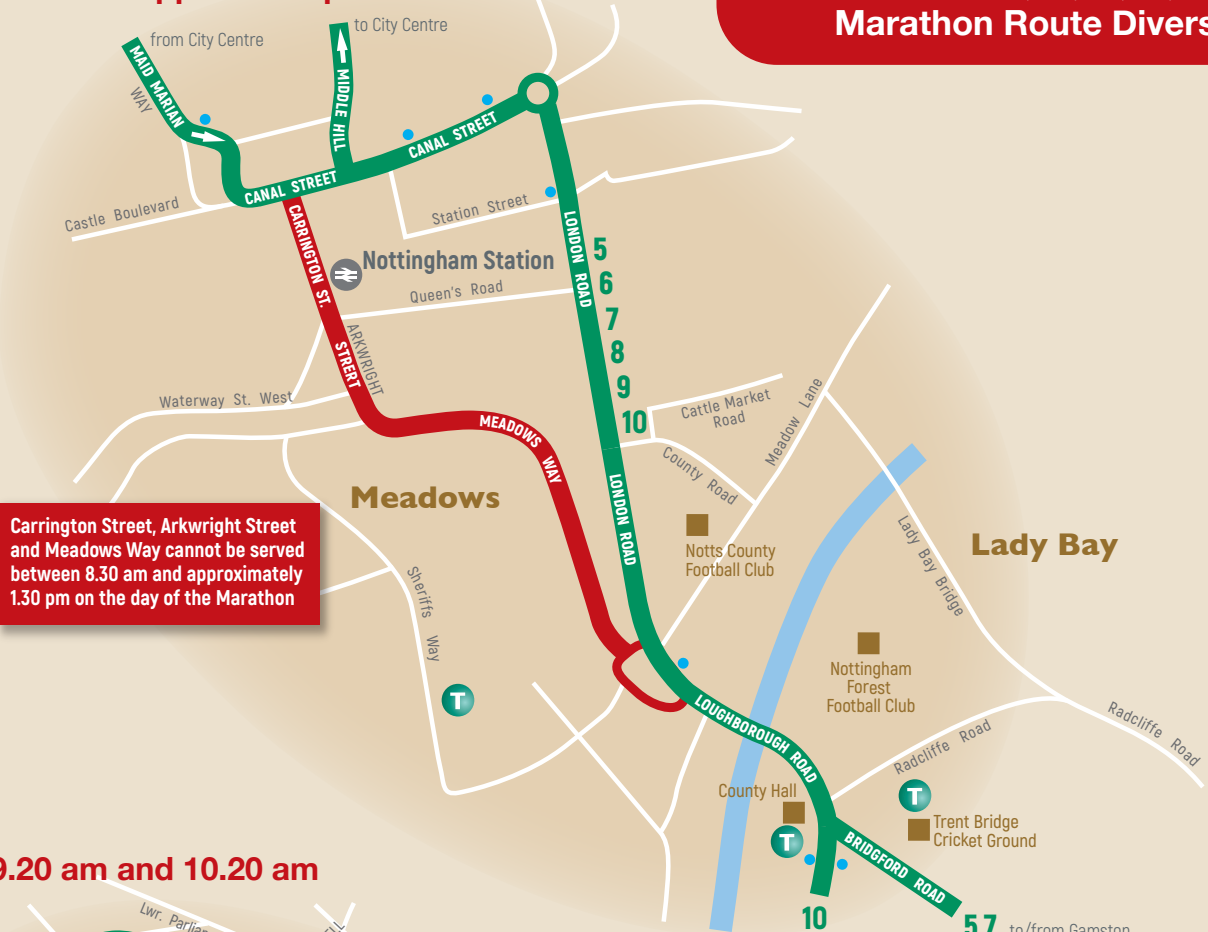 Marathon Route Divers
to City Centre
from City Centre
MAID MARIAN
WAY
MIDDLE HILL
CANAL STREET
CANAL STREET
Castle Boulevard
Station Street
CARRINGTON ST.
LONDON ROAD
5
6
7
8
9
10
Nottingham Station
Queen's Road
ARKWRIGHT
STRERT
Waterway St. West
MEADOWS WAY
Cattle Market
Road
Meadow Lane
County Road
LONDON ROAD
Meadows
Carrington Street, Arkwright Street
and Meadows Way cannot be served
between 8.30 am and approximately
1.30 pm on the day of the Marathon
Notts County
Football Club
Lady Bay Bridge
Lady Bay
Sheriffs Way
T
Nottingham
Forest
Football Club
LOUGHBOROUGH ROAD
Radcliffe Road
Radcliffe Road
County Hall
T
T
Trent Bridge
Cricket Ground
BRIDGFORD ROAD
9.20 am and 10.20 am
10
5 7 to/from Gamston
Lwr. Parlia